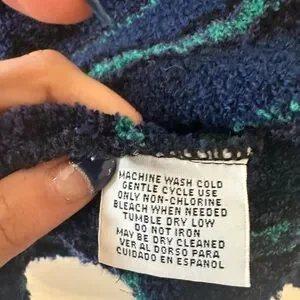 MACHINE WASH COLD
GENTLE CYCLE USE
ONLY NON-CHLORINE
BLEACH WHEN NEEDED
TUMBLE DRY LOW
DO NOT IRON
MAY BE DRY CLEANED
VER AL DORSO PARA
CUIDADO EN ESPANOL